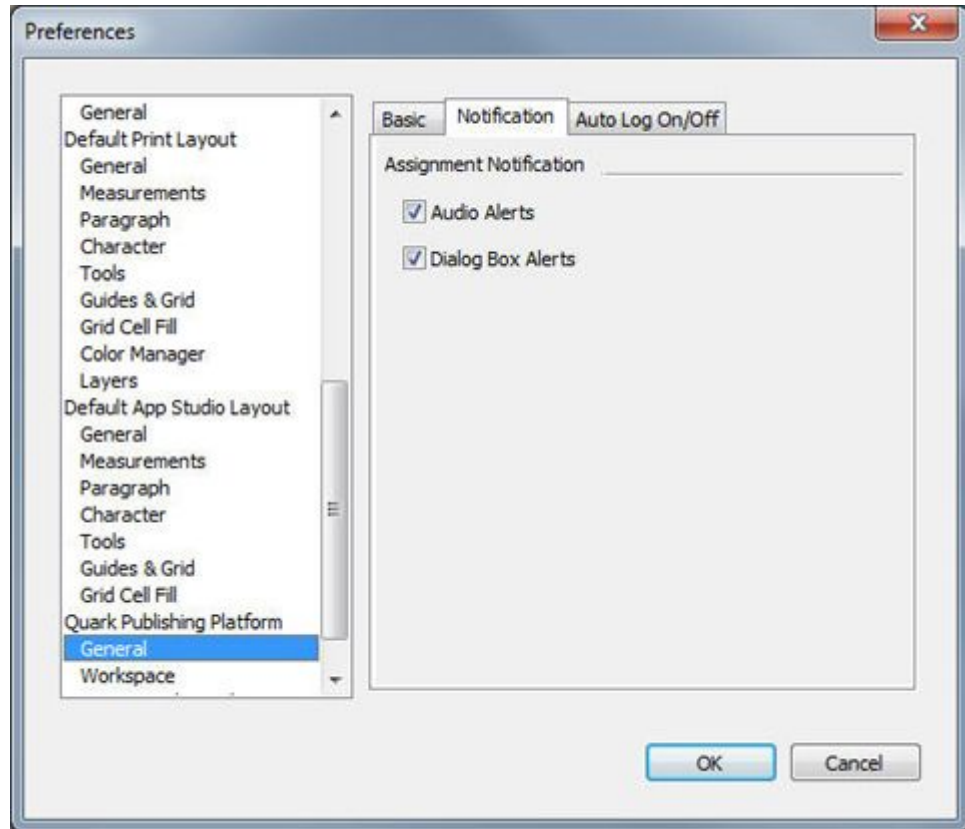 Preferences
General
Default Print Layout
General
Measurements
Paragraph
Character
Tools
Guides & Grid
Grid Cell Fill
Color Manager
Layers
Default App Studio Layout
General
Measurements
Paragraph
Character
Tools
Guides & Grid
Grid Cell Fill
Quark Publishing Platform
General
Workspace
Basic Notification Auto Log On/Off
Assignment Notification
Audio Alerts
Dialog Box Alerts
OK Cancel